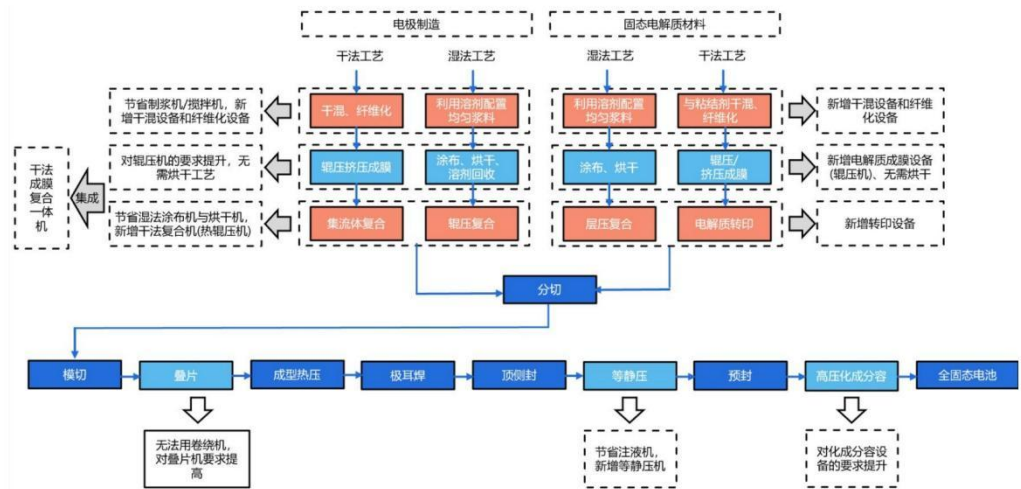 电极制造
固态电解质材料
干法工艺
湿法工艺
湿法工艺
干法工艺
节省制浆机/搅拌机，新
增干混设备和纤维化设备
干混、纤维化
利用溶剂配置
均匀浆料
利用溶剂配置
均匀浆料
与粘结剂干混、
纤维化
新增干混设备和纤维
化设备
干法
成膜
复合
一体
机
集成
对辊压机的要求提升，无
需烘干工艺
辊压挤压成膜
涂布、烘干、
溶剂回收
涂布、烘干
辊压/
挤压成膜
新增电解质成膜设备
(辊压机)、无需烘干
节省湿法涂布机与烘干机，
新增干法复合机(热辊压机)
集流体复合
辊压复合
层压复合
电解质转印
新增转印设备
分切
模切
叠片
成型热压
极耳焊
顶侧封
等静压
预封
高压化成分容
全固态电池
无法用卷绕机，
对叠片机要求提
高
节省注液机，
新增等静压机
对化成分容设
备的要求提升